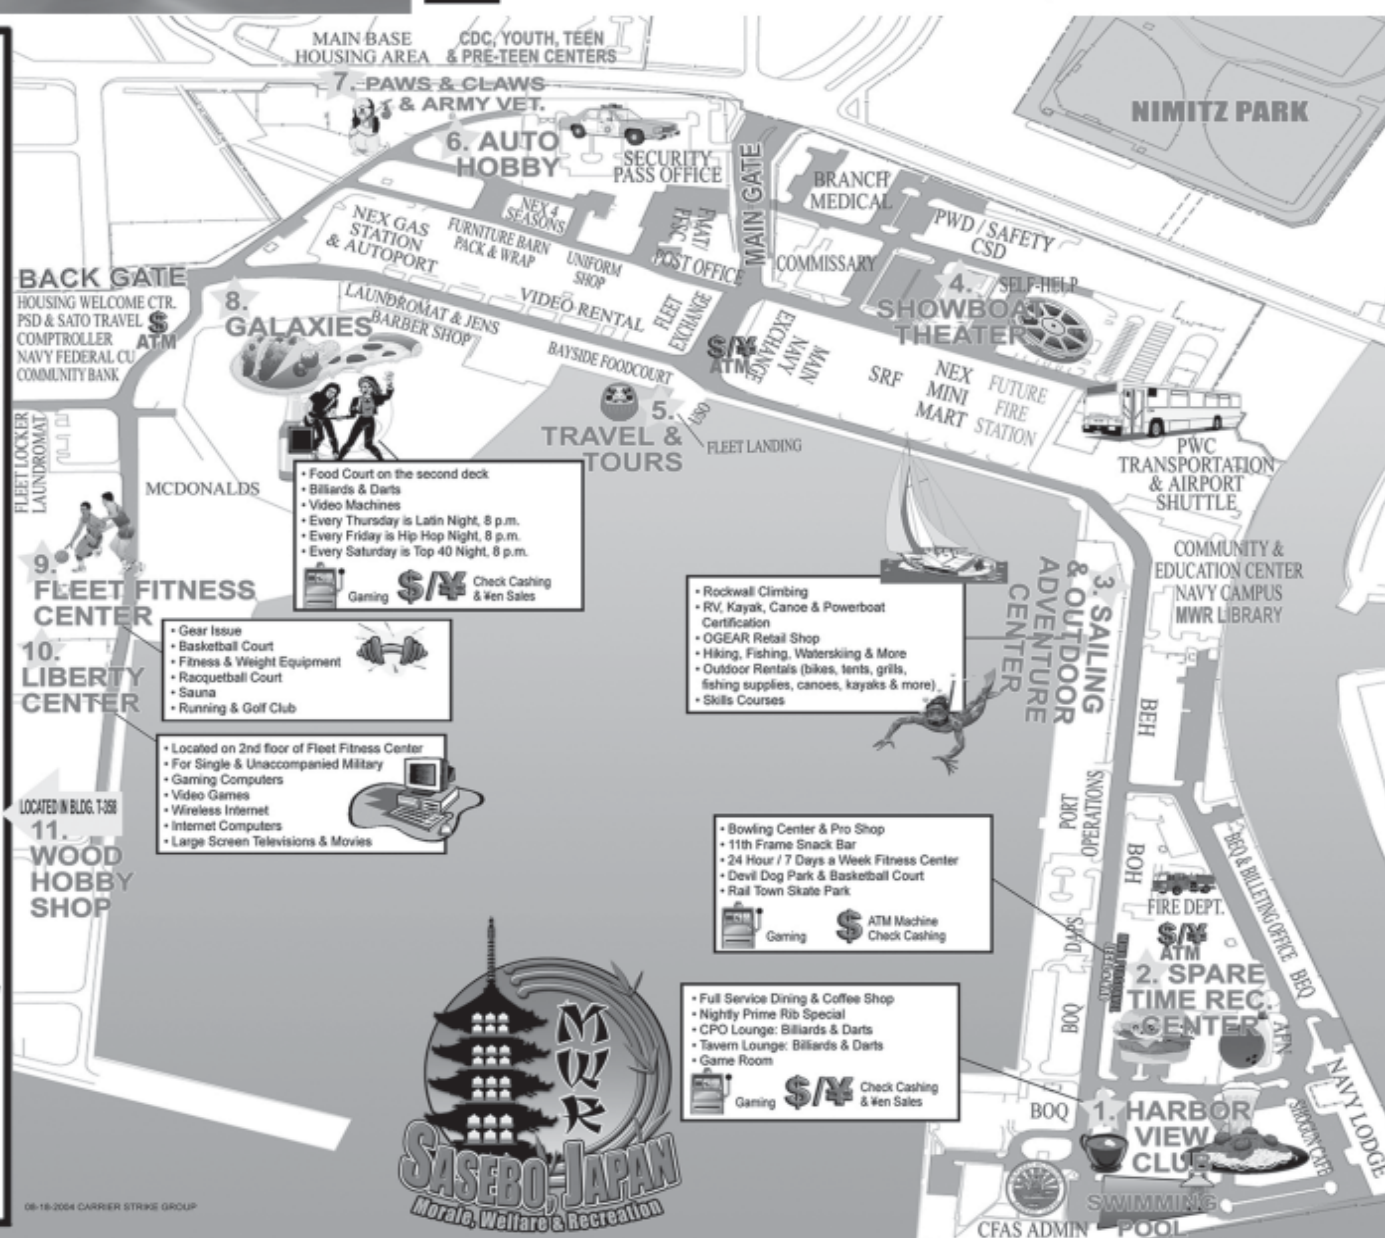 MAIN BASE
HOUSING AREA
CDC, YOUTH, TEEN
& PRE-TEEN CENTERS
7. PAWS & CLAWS
& ARMY VET.
6. AUTO
HOBBY
SECURITY
PASS OFFICE
MAIN GATE
NIMITZ PARK
BRANCH
MEDICAL
PWD / SAFETY
CSD
NEX 4
SEASONS
NEX GAS
STATION
& AUTOPORT
FURNITURE BARN
PACK & WRAP
UNIFORM
SHOP
FMAT/
FFSC
POST OFFICE
COMMISSARY
4.
SHOWBOAT
THEATER
SELF-HELP
BACK GATE
HOUSING WELCOME CTR.
PSD & SATO TRAVEL
COMPTROLLER
NAVY FEDERAL CU
COMMUNITY BANK
$
ATM
8.
GALAXIES
LAUNDROMAT & JENS
BARBER SHOP
VIDEO RENTAL
FLEET
EXCHANGE
BAYSIDE FOODCOURT
$/¥
ATM
MAIN
NAVY
EXCHANGE
SRF
NEX
MINI
MART
FUTURE
FIRE
STATION
5.
TRAVEL &
TOURS
USO
FLEET LANDING
PWC
TRANSPORTATION
& AIRPORT
SHUTTLE
FLEET LOCKER
LAUNDROMAT
MCDONALDS
• Food Court on the second deck
• Billiards & Darts
• Video Machines
• Every Thursday is Latin Night, 8 p.m.
• Every Friday is Hip Hop Night, 8 p.m.
• Every Saturday is Top 40 Night, 8 p.m.
Gaming
$/¥
Check Cashing
& ¥en Sales
9.
FLEET FITNESS
CENTER
• Gear Issue
• Basketball Court
• Fitness & Weight Equipment
• Racquetball Court
• Sauna
• Running & Golf Club
10.
LIBERTY
CENTER
• Located on 2nd floor of Fleet Fitness Center
• For Single & Unaccompanied Military
• Gaming Computers
• Video Games
• Wireless Internet
• Internet Computers
• Large Screen Televisions & Movies
LOCATED IN BLDG. T-358
11.
WOOD
HOBBY
SHOP
3. SAILING
& OUTDOOR
ADVENTURE
CENTER
• Rockwall Climbing
• RV, Kayak, Canoe & Powerboat
Certification
• OGEAR Retail Shop
• Hiking, Fishing, Waterskiing & More
• Outdoor Rentals (bikes, tents, grills,
fishing supplies, canoes, kayaks & more)
• Skills Courses
COMMUNITY &
EDUCATION CENTER
NAVY CAMPUS
MWR LIBRARY
BEH
PORT
OPERATIONS
BOH
BEQ & BILLETING OFFICE
BEQ
FIRE DEPT.
$/¥
ATM
DAPS
BOQ
2. SPARE
TIME REC.
CENTER
AFN
• Bowling Center & Pro Shop
• 11th Frame Snack Bar
• 24 Hour / 7 Days a Week Fitness Center
• Devil Dog Park & Basketball Court
• Rail Town Skate Park
Gaming
$
ATM Machine
Check Cashing
• Full Service Dining & Coffee Shop
• Nightly Prime Rib Special
• CPO Lounge: Billiards & Darts
• Tavern Lounge: Billiards & Darts
• Game Room
Gaming
$/¥
Check Cashing
& ¥en Sales
BOQ
1. HARBOR
VIEW
CLUB
SHOGUN CAFE
NAVY LODGE
SWIMMING
POOL
CFAS ADMIN
MWR
SASEBO, JAPAN
Morale, Welfare & Recreation
08-18-2004 CARRIER STRIKE GROUP